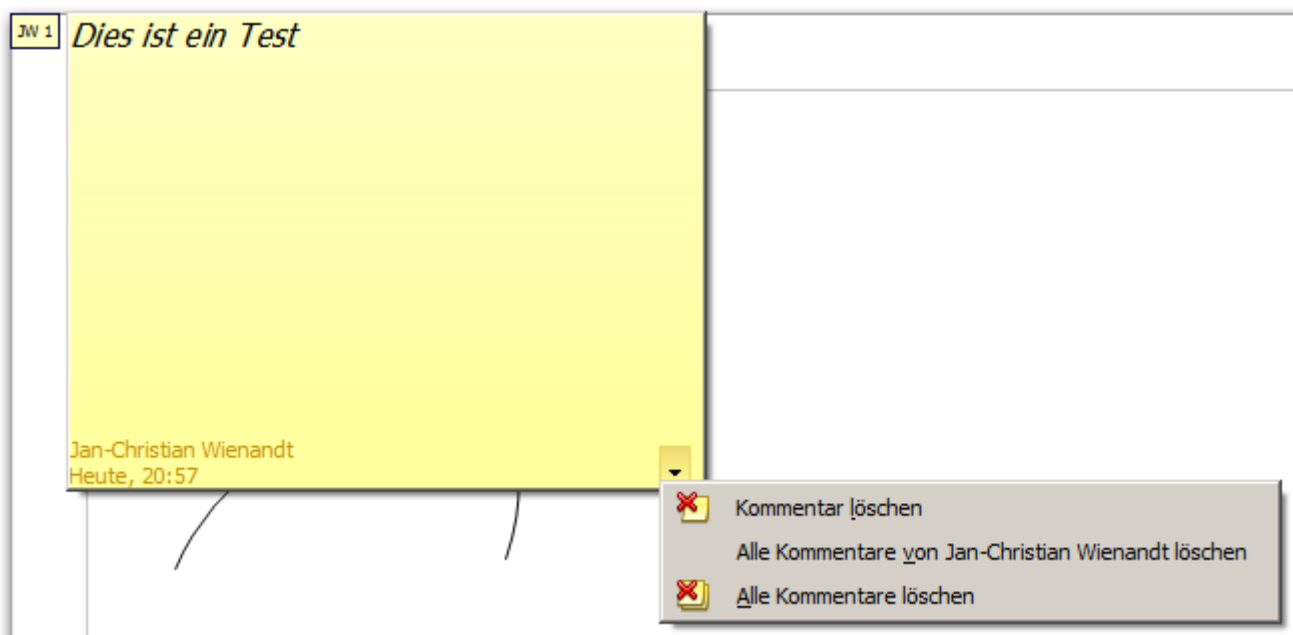 JW 1
Dies ist ein Test
Jan-Christian Wienandt
Heute, 20:57
Kommentar löschen
Alle Kommentare von Jan-Christian Wienandt löschen
Alle Kommentare löschen